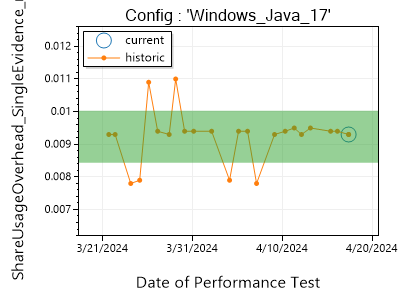 Config : 'Windows_Java_17'
ShareUsageOverhead_SingleEvidence_
current
historic
0.012
0.011
0.01
0.009
0.008
0.007
3/21/2024
3/31/2024
4/10/2024
4/20/2024
Date of Performance Test